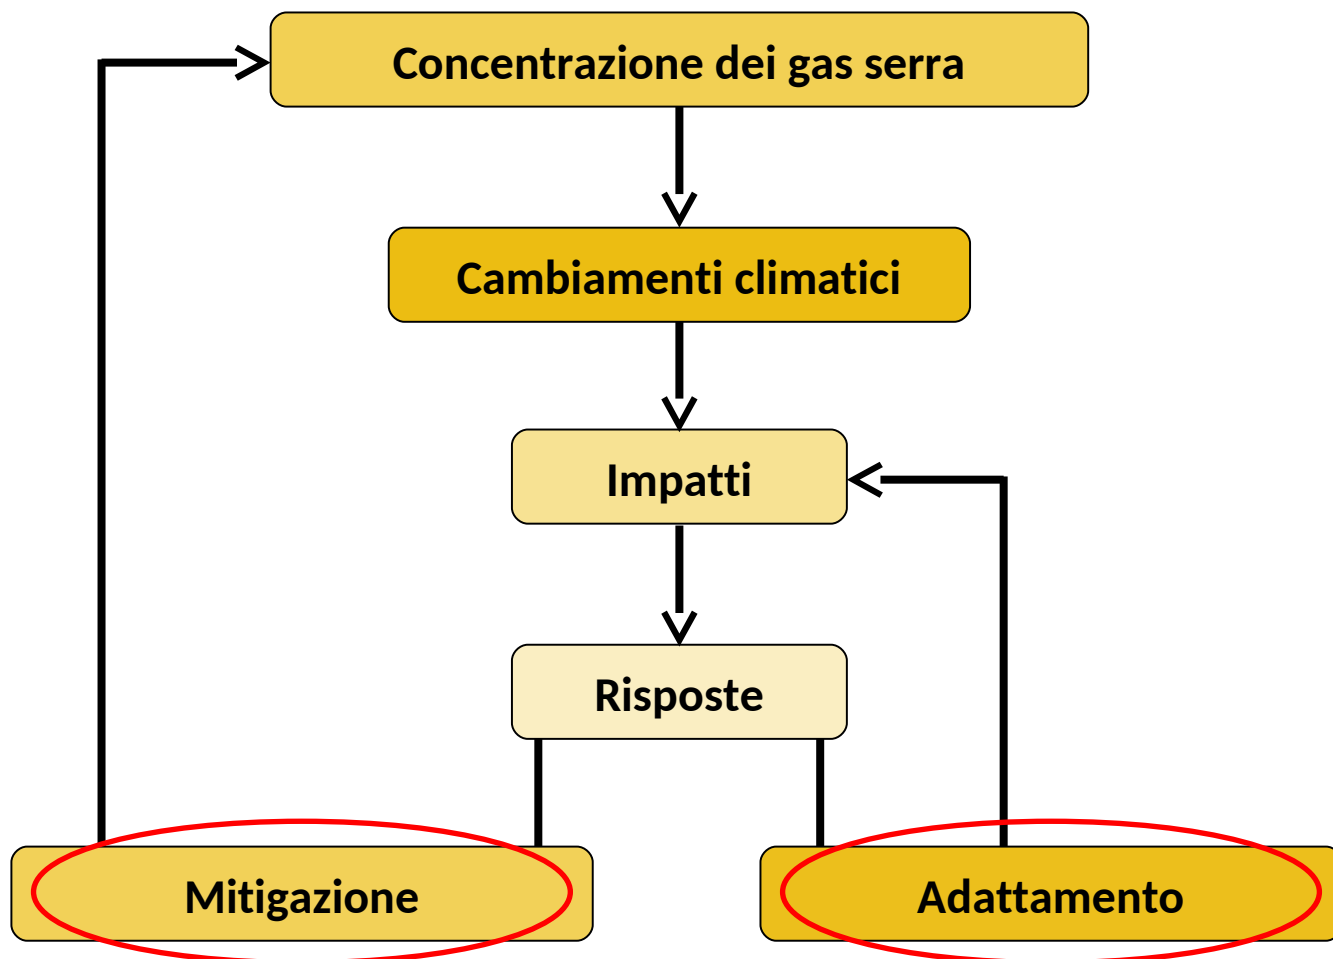 Concentrazione dei gas serra
Cambiamenti climatici
Impatti
Risposte
Mitigazione
Adattamento